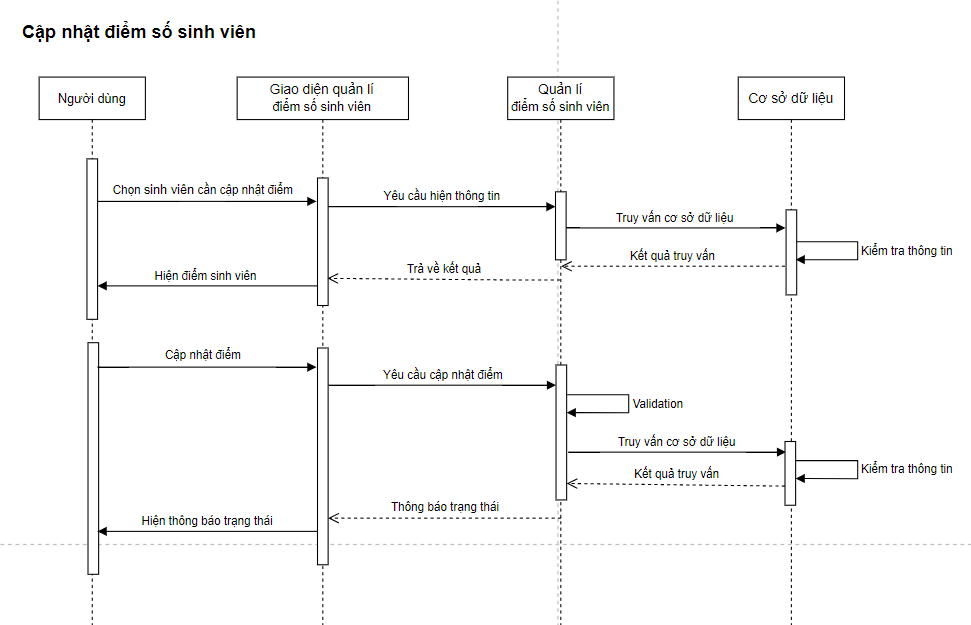 Cập nhật điểm số sinh viên
Người dùng
Giao diện quản lí
điểm số sinh viên
Quản lí
điểm số sinh viên
Cơ sở dữ liệu
Chọn sinh viên cần cập nhật điểm
Yêu cầu hiện thông tin
Truy vấn cơ sở dữ liệu
Kiểm tra thông tin
Kết quả truy vấn
Trả về kết quả
Hiện điểm sinh viên
Cập nhật điểm
Yêu cầu cập nhật điểm
Validation
Truy vấn cơ sở dữ liệu
Kiểm tra thông tin
Kết quả truy vấn
Thông báo trạng thái
Hiện thông báo trạng thái